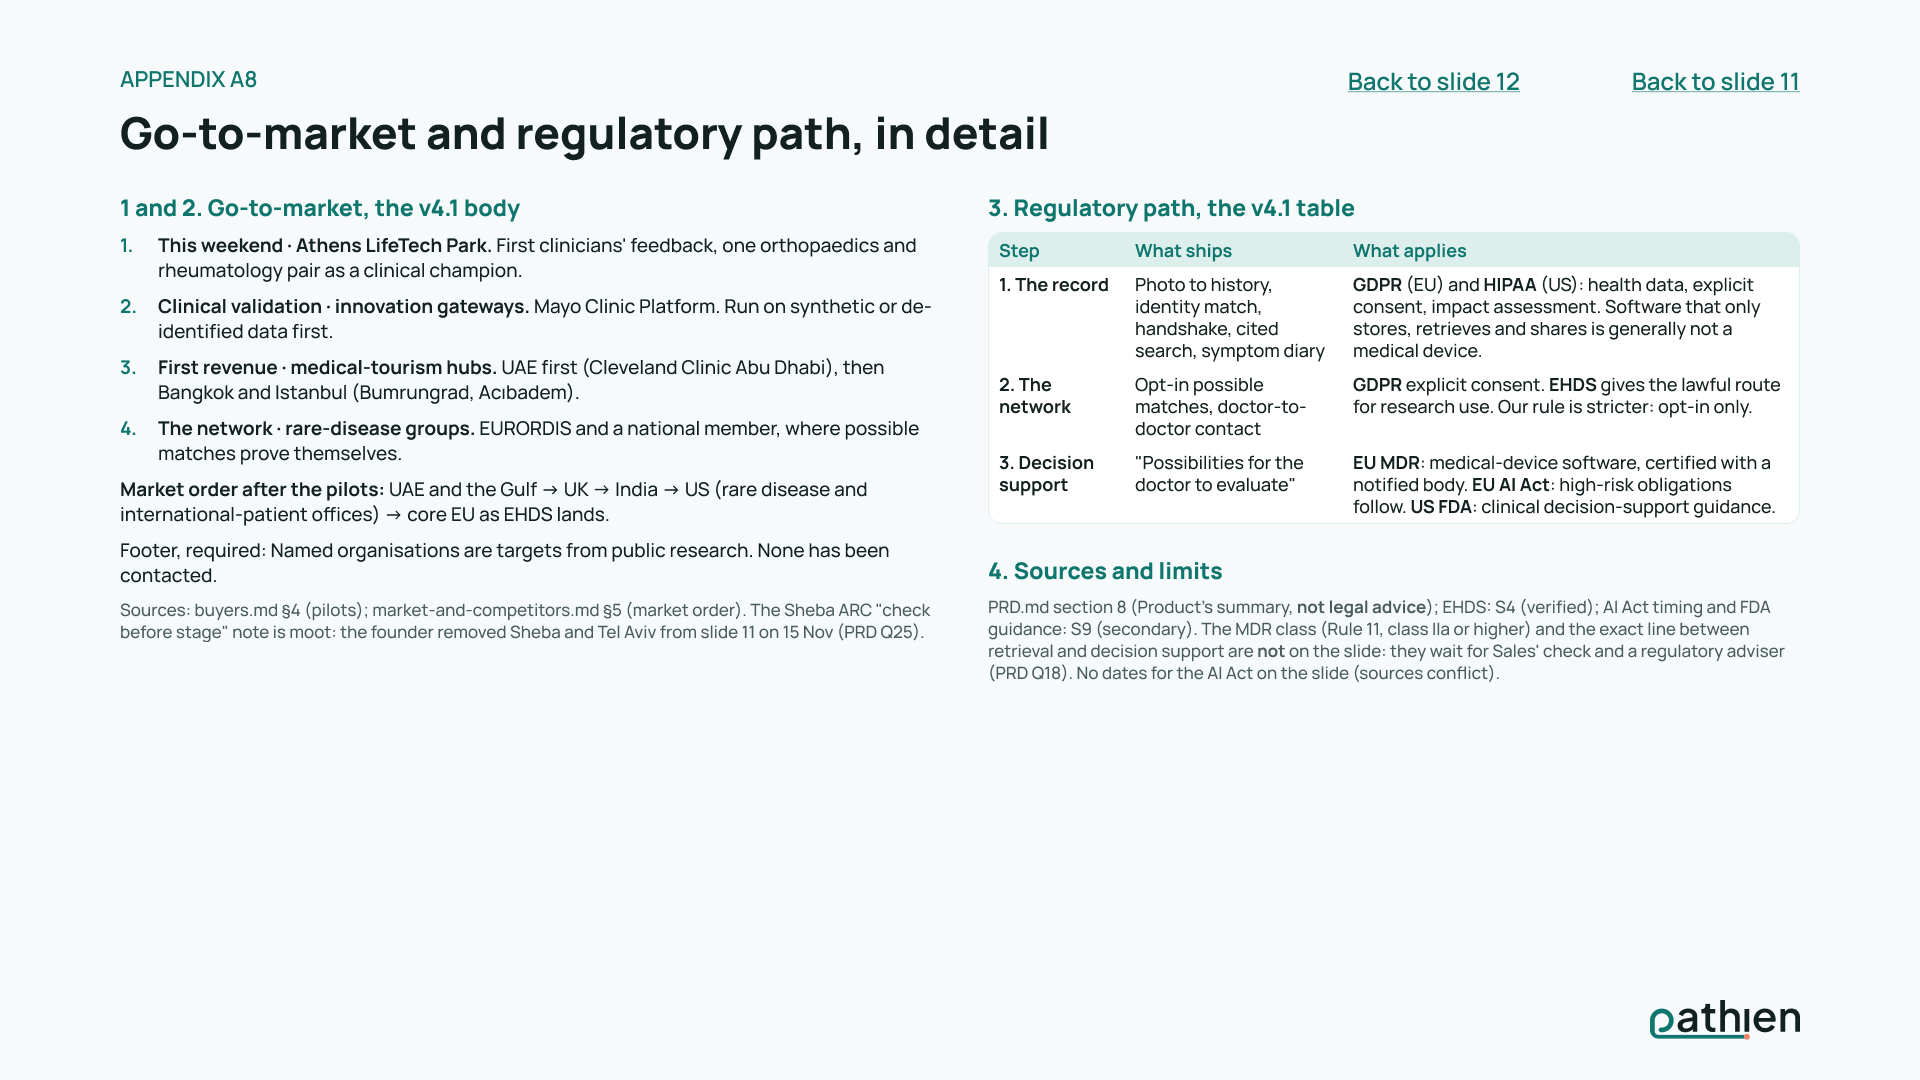 APPENDIX A8
Back to slide 12
Back to slide 11
Go-to-market and regulatory path, in detail
1 and 2. Go-to-market, the v4.1 body
1. This weekend · Athens LifeTech Park. First clinicians' feedback, one orthopaedics and
rheumatology pair as a clinical champion.
2. Clinical validation · innovation gateways. Mayo Clinic Platform. Run on synthetic or de-
identified data first.
3. First revenue · medical-tourism hubs. UAE first (Cleveland Clinic Abu Dhabi), then
Bangkok and Istanbul (Bumrungrad, Acıbadem).
4. The network · rare-disease groups. EURORDIS and a national member, where possible
matches prove themselves.
Market order after the pilots: UAE and the Gulf → UK → India → US (rare disease and
international-patient offices) → core EU as EHDS lands.
Footer, required: Named organisations are targets from public research. None has been
contacted.
Sources: buyers.md §4 (pilots); market-and-competitors.md §5 (market order). The Sheba ARC "check
before stage" note is moot: the founder removed Sheba and Tel Aviv from slide 11 on 15 Nov (PRD Q25).
3. Regulatory path, the v4.1 table
Step What ships What applies
1. The record
Photo to history,
identity match,
handshake, cited
search, symptom diary
GDPR (EU) and HIPAA (US): health data, explicit
consent, impact assessment. Software that only
stores, retrieves and shares is generally not a
medical device.
2. The
network
Opt-in possible
matches, doctor-to-
doctor contact
GDPR explicit consent. EHDS gives the lawful route
for research use. Our rule is stricter: opt-in only.
3. Decision
support
"Possibilities for the
doctor to evaluate"
EU MDR: medical-device software, certified with a
notified body. EU AI Act: high-risk obligations
follow. US FDA: clinical decision-support guidance.
4. Sources and limits
PRD.md section 8 (Product's summary, not legal advice); EHDS: S4 (verified); AI Act timing and FDA
guidance: S9 (secondary). The MDR class (Rule 11, class IIa or higher) and the exact line between
retrieval and decision support are not on the slide: they wait for Sales' check and a regulatory adviser
(PRD Q18). No dates for the AI Act on the slide (sources conflict).
pathien